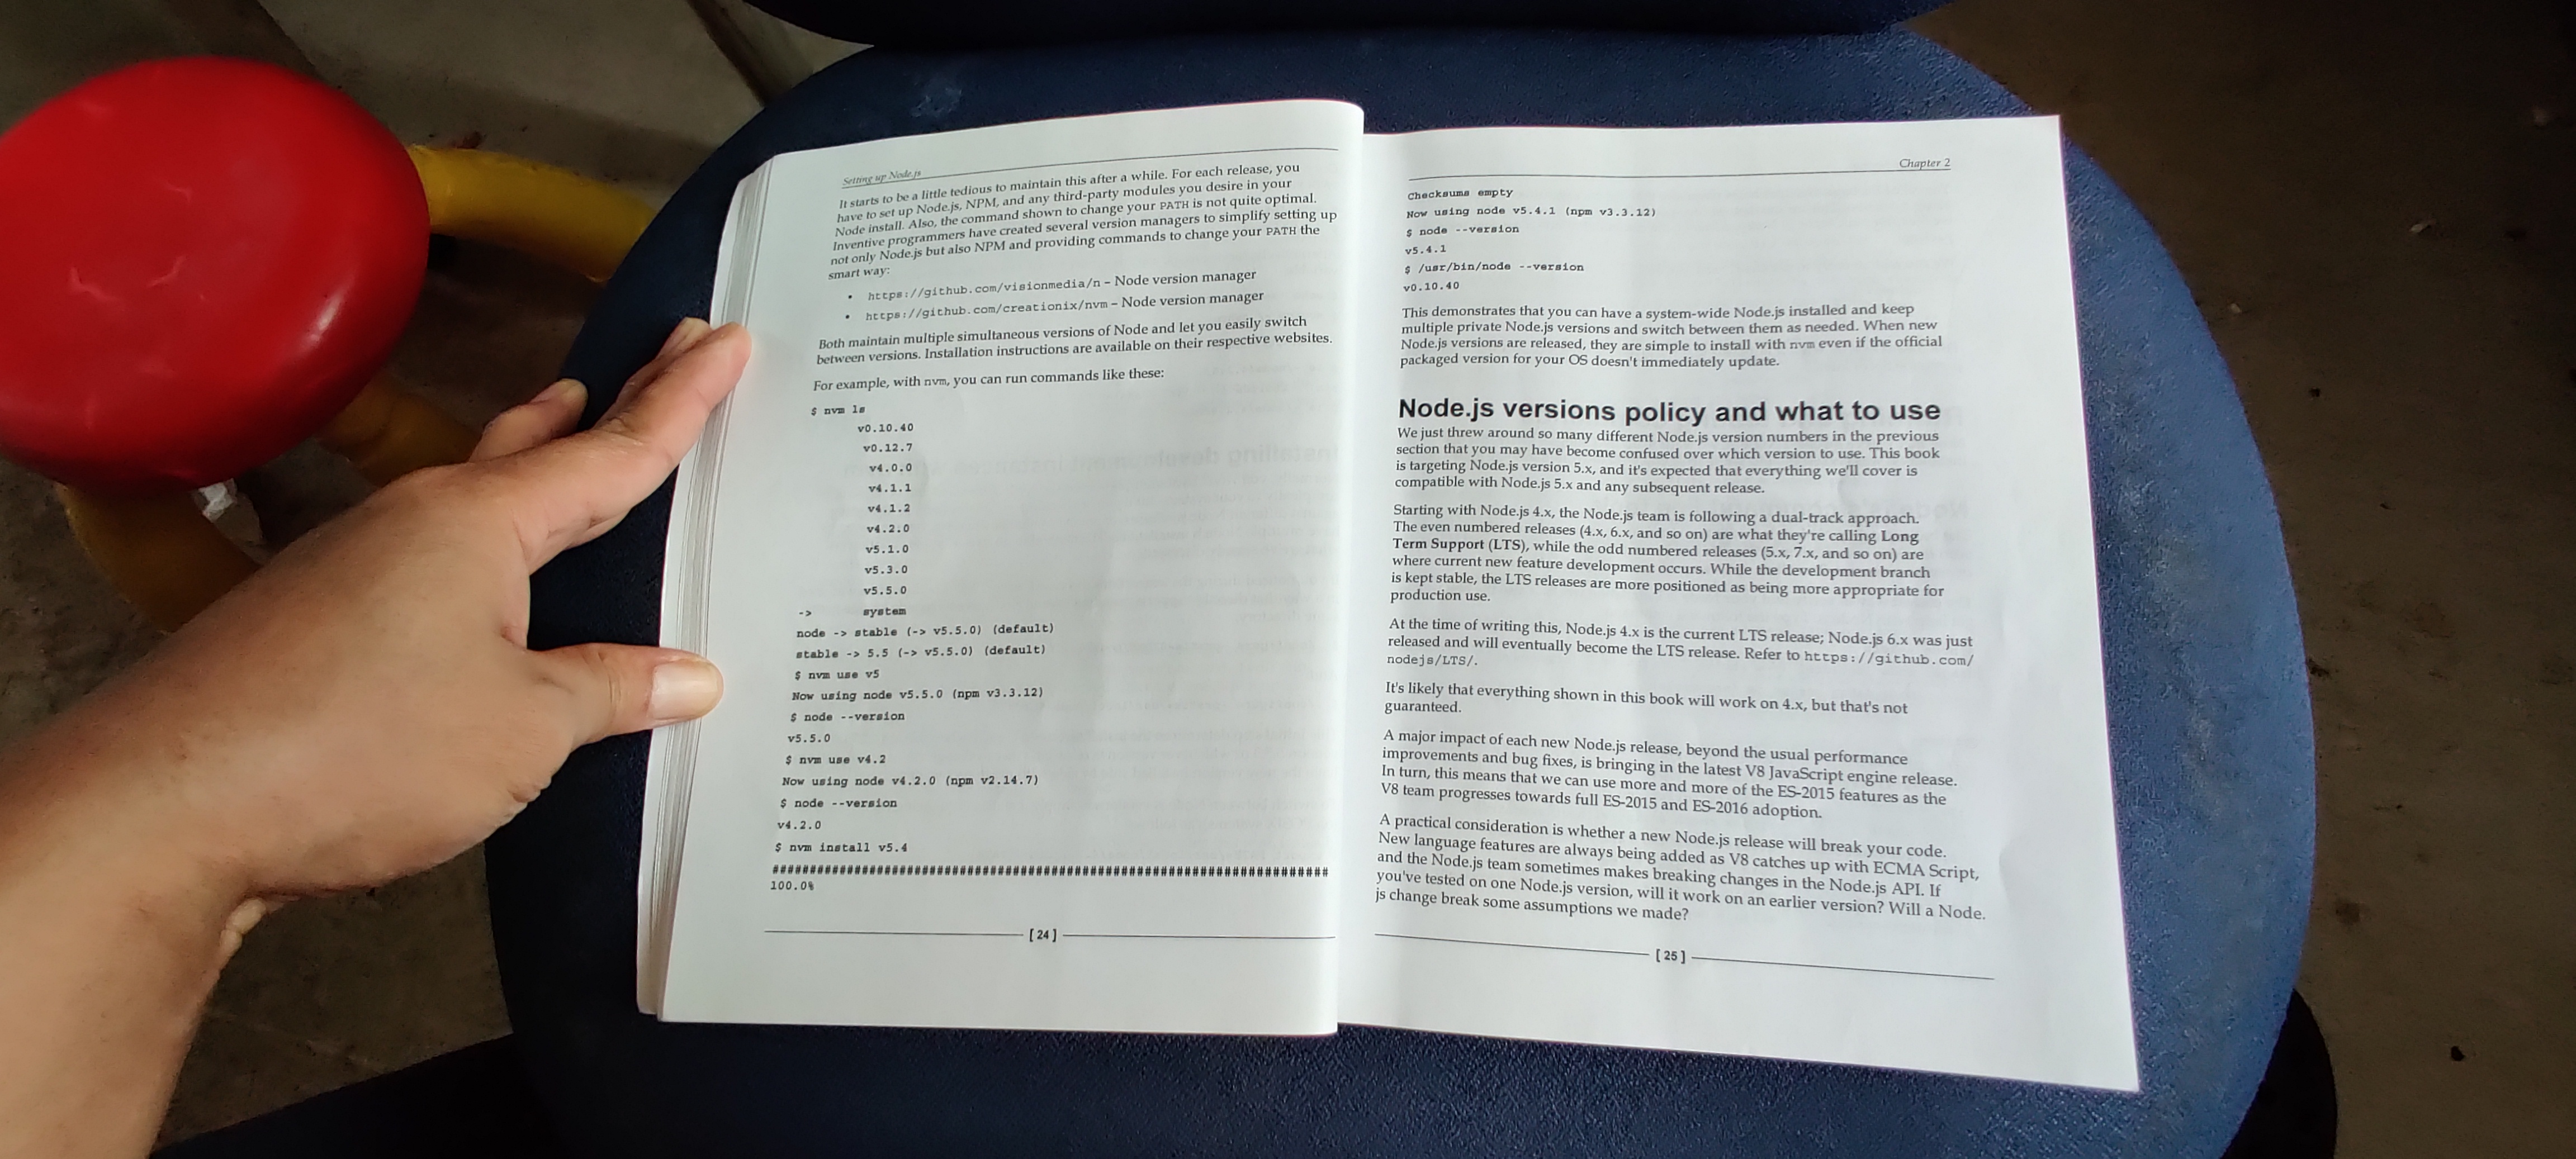 Setting up Node.js
It starts to be a little tedious to maintain this after a while. For each release, you
have to set up Node.js, NPM, and any third-party modules you desire in your
Node install. Also, the command shown to change your PATH is not quite optimal.
Inventive programmers have created several version managers to simplify setting up
not only Node.js but also NPM and providing commands to change your PATH the
smart way:
• https://github.com/visionmedia/n – Node version manager
• https://github.com/creationix/nvm – Node version manager
Both maintain multiple simultaneous versions of Node and let you easily switch
between versions. Installation instructions are available on their respective websites.
For example, with nvm, you can run commands like these:
$ nvm ls
v0.10.40
v0.12.7
v4.0.0
v4.1.1
v4.1.2
v4.2.0
v5.1.0
v5.3.0
v5.5.0
-> system
node -> stable (-> v5.5.0) (default)
stable -> 5.5 (-> v5.5.0) (default)
$ nvm use v5
Now using node v5.5.0 (npm v3.3.12)
$ node --version
v5.5.0
$ nvm use v4.2
Now using node v4.2.0 (npm v2.14.7)
$ node --version
v4.2.0
$ nvm install v5.4
########################################################################
100.0%
[ 24 ]
Chapter 2
Checksums empty
Now using node v5.4.1 (npm v3.3.12)
$ node --version
v5.4.1
$ /usr/bin/node --version
v0.10.40
This demonstrates that you can have a system-wide Node.js installed and keep
multiple private Node.js versions and switch between them as needed. When new
Node.js versions are released, they are simple to install with nvm even if the official
packaged version for your OS doesn't immediately update.
Node.js versions policy and what to use
We just threw around so many different Node.js version numbers in the previous
section that you may have become confused over which version to use. This book
is targeting Node.js version 5.x, and it's expected that everything we'll cover is
compatible with Node.js 5.x and any subsequent release.
Starting with Node.js 4.x, the Node.js team is following a dual-track approach.
The even numbered releases (4.x, 6.x, and so on) are what they're calling Long
Term Support (LTS), while the odd numbered releases (5.x, 7.x, and so on) are
where current new feature development occurs. While the development branch
is kept stable, the LTS releases are more positioned as being more appropriate for
production use.
At the time of writing this, Node.js 4.x is the current LTS release; Node.js 6.x was just
released and will eventually become the LTS release. Refer to https://github.com/
nodejs/LTS/.
It's likely that everything shown in this book will work on 4.x, but that's not
guaranteed.
A major impact of each new Node.js release, beyond the usual performance
improvements and bug fixes, is bringing in the latest V8 JavaScript engine release.
In turn, this means that we can use more and more of the ES-2015 features as the
V8 team progresses towards full ES-2015 and ES-2016 adoption.
A practical consideration is whether a new Node.js release will break your code.
New language features are always being added as V8 catches up with ECMA Script,
and the Node.js team sometimes makes breaking changes in the Node.js API. If
you've tested on one Node.js version, will it work on an earlier version? Will a Node.
js change break some assumptions we made?
[ 25 ]